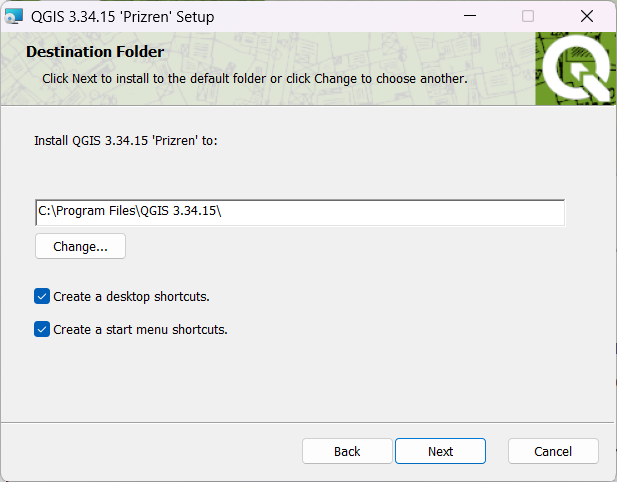 QGIS 3.34.15 'Prizren' Setup
Destination Folder
Click Next to install to the default folder or click Change to choose another.
Install QGIS 3.34.15 'Prizren' to:
C:\Program Files\QGIS 3.34.15\
Change...
Create a desktop shortcuts.
Create a start menu shortcuts.
Back
Next
Cancel